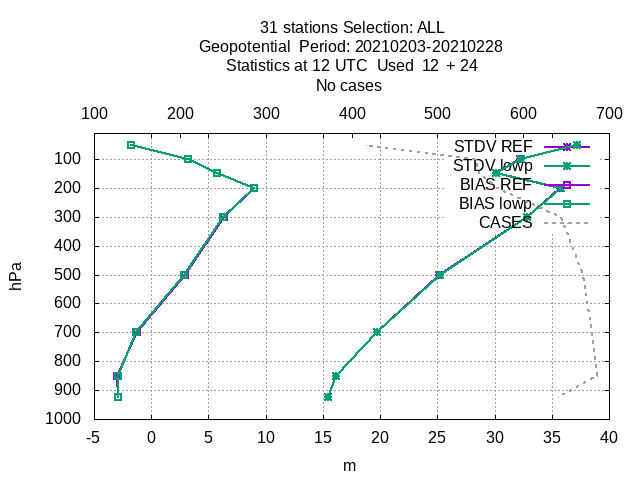 31 stations Selection: ALL
Geopotential  Period: 20210203-20210228
Statistics at 12 UTC  Used  12  + 24
No cases
100 200 300 400 500 600 700
STDV REF
STDV lowp
BIAS REF
BIAS lowp
CASES
100
200
300
400
500
600
700
800
900
1000
hPa
-5 0 5 10 15 20 25 30 35 40
m